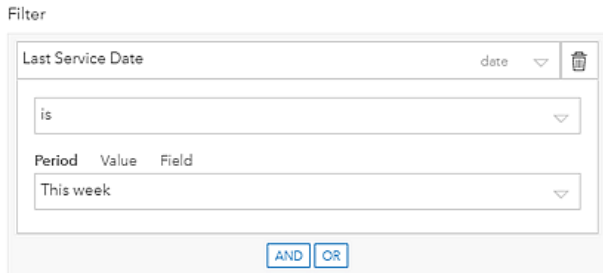 Filter
Last Service Date date
is
Period Value Field
This week
AND OR